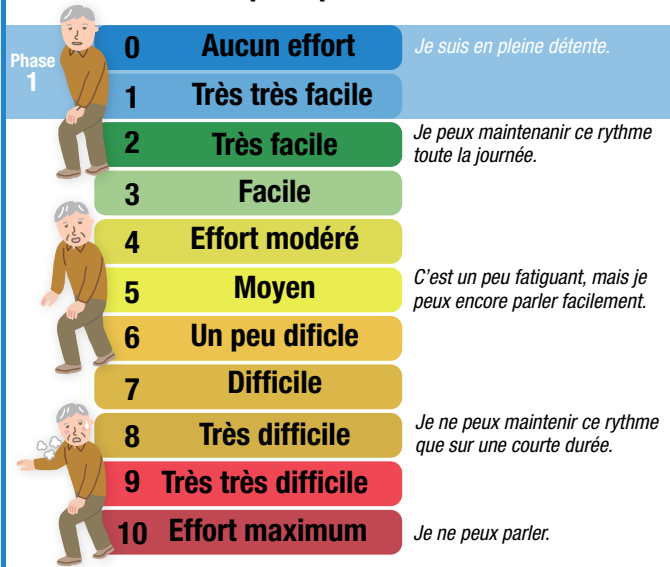 Phase
1
0 Aucun effort Je suis en pleine détente.
1 Très très facile
2 Très facile Je peux maintenanir ce rythme
toute la journée.
3 Facile
4 Effort modéré
5 Moyen C’est un peu fatiguant, mais je
peux encore parler facilement.
6 Un peu dificle
7 Difficile
8 Très difficile Je ne peux maintenir ce rythme
que sur une courte durée.
9 Très très difficile
10 Effort maximum Je ne peux parler.